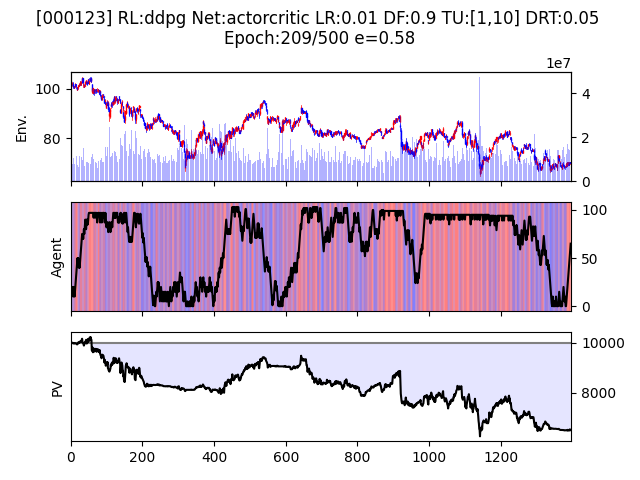 [000123] RL:ddpg Net:actorcritic LR:0.01 DF:0.9 TU:[1,10] DRT:0.05
Epoch:209/500 e=0.58
1e7
100
80
Env.
4
2
0
Agent
100
50
0
PV
10000
8000
0
200
400
600
800
1000
1200